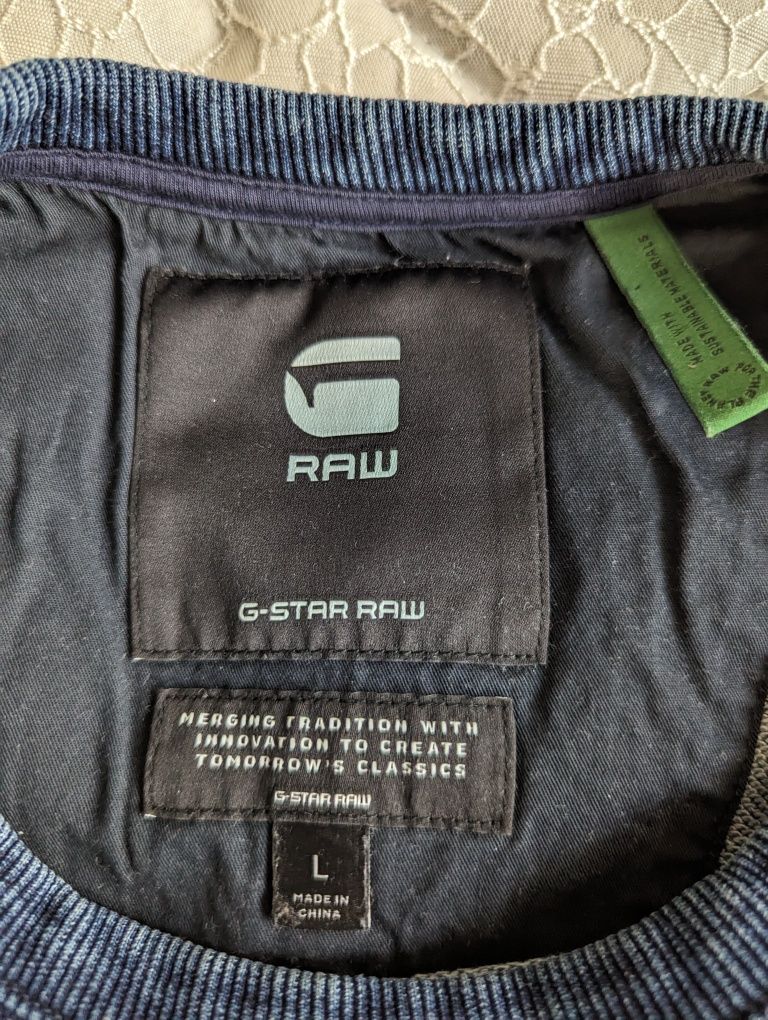 RAW
G-STAR RAW
MERGING TRADITION WITH
INNOVATION TO CREATE
TOMORROW'S CLASSICS
G-STAR RAW
L
MADE IN
CHINA
MADE WITH
SUSTAINABLE MATERIALS
FOR THE PLANET
RAW